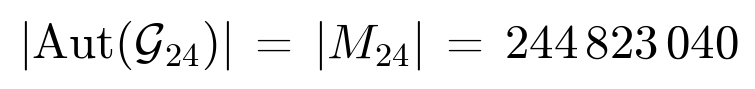 |Aut(𝒢₂₄)| = |M₂₄| = 244 823 040